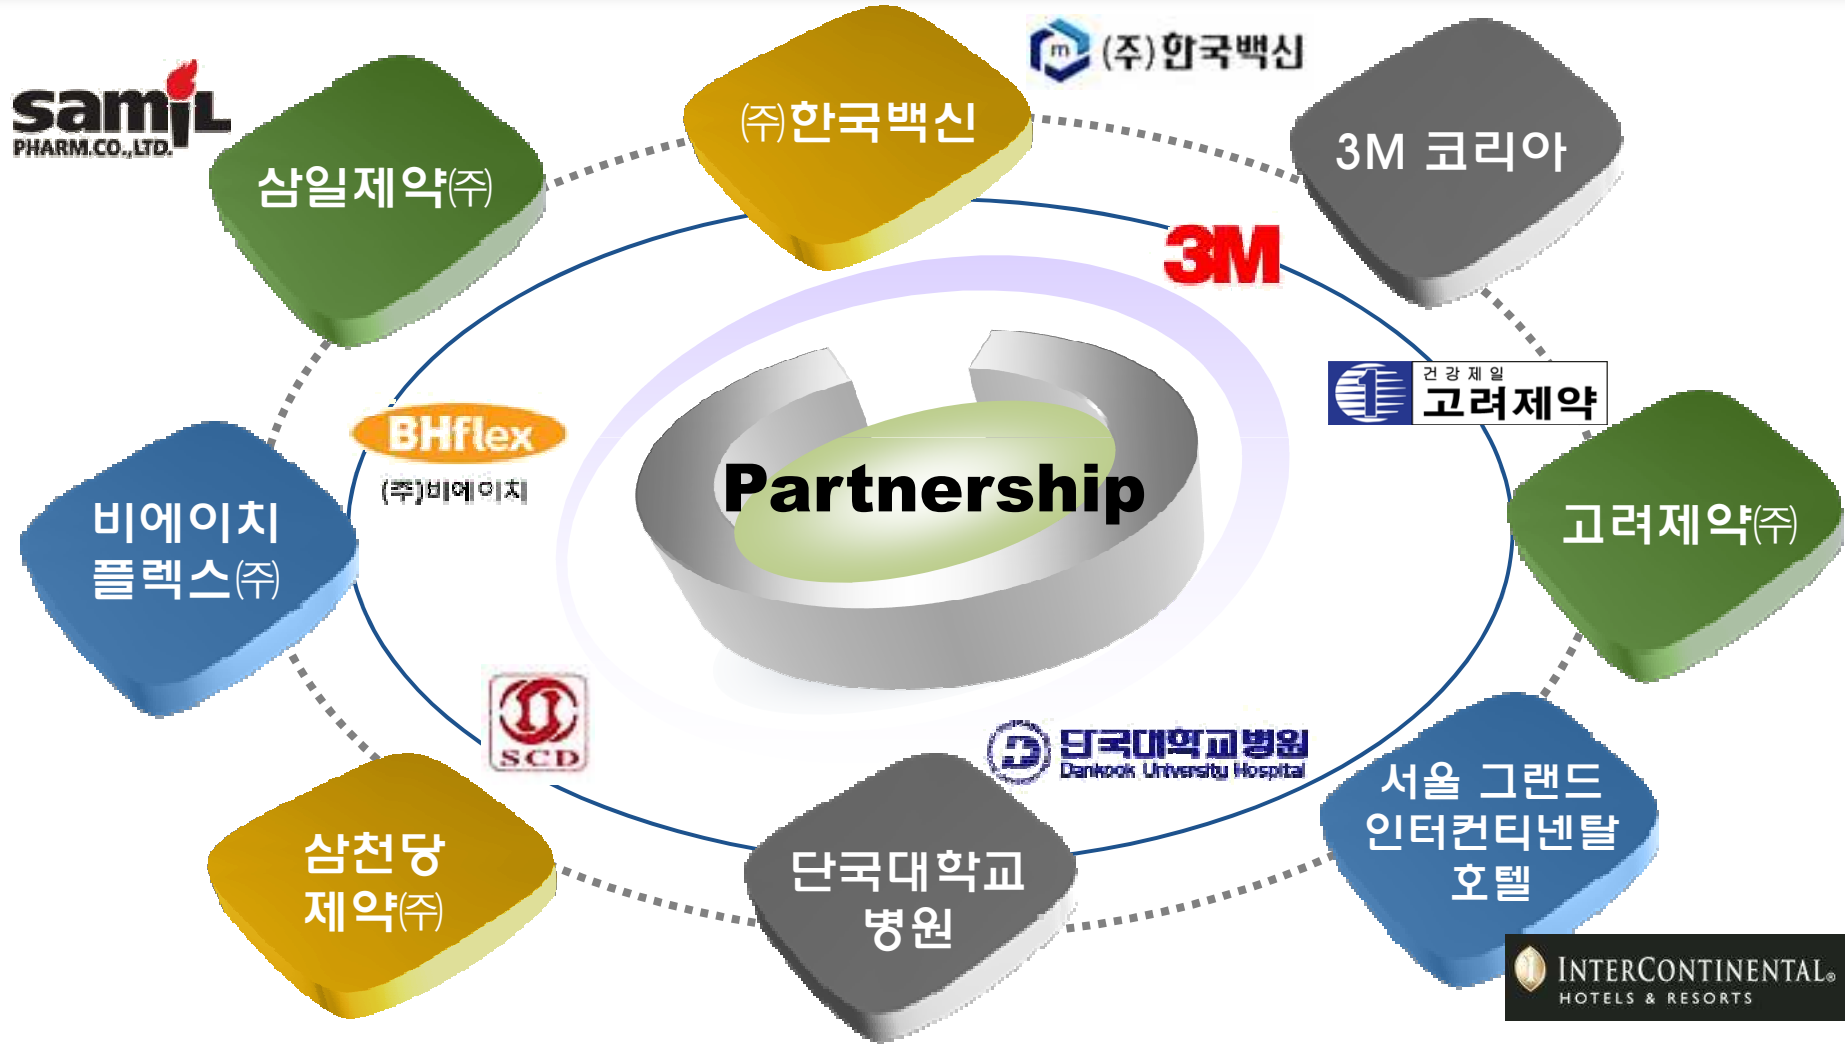 samiL
PHARM.CO.,LTD.
삼일제약㈜
㈜한국백신
m
(주)한국백신
3M 코리아
3M
건강제일
1
고려제약
고려제약㈜
BHflex
(주)비에이치
비에이치
플렉스㈜
Partnership
SCD
삼천당
제약㈜
단국대학교병원
Dankook University Hospital
단국대학교
병원
서울 그랜드
인터컨티넨탈
호텔
INTERCONTINENTAL®
HOTELS & RESORTS